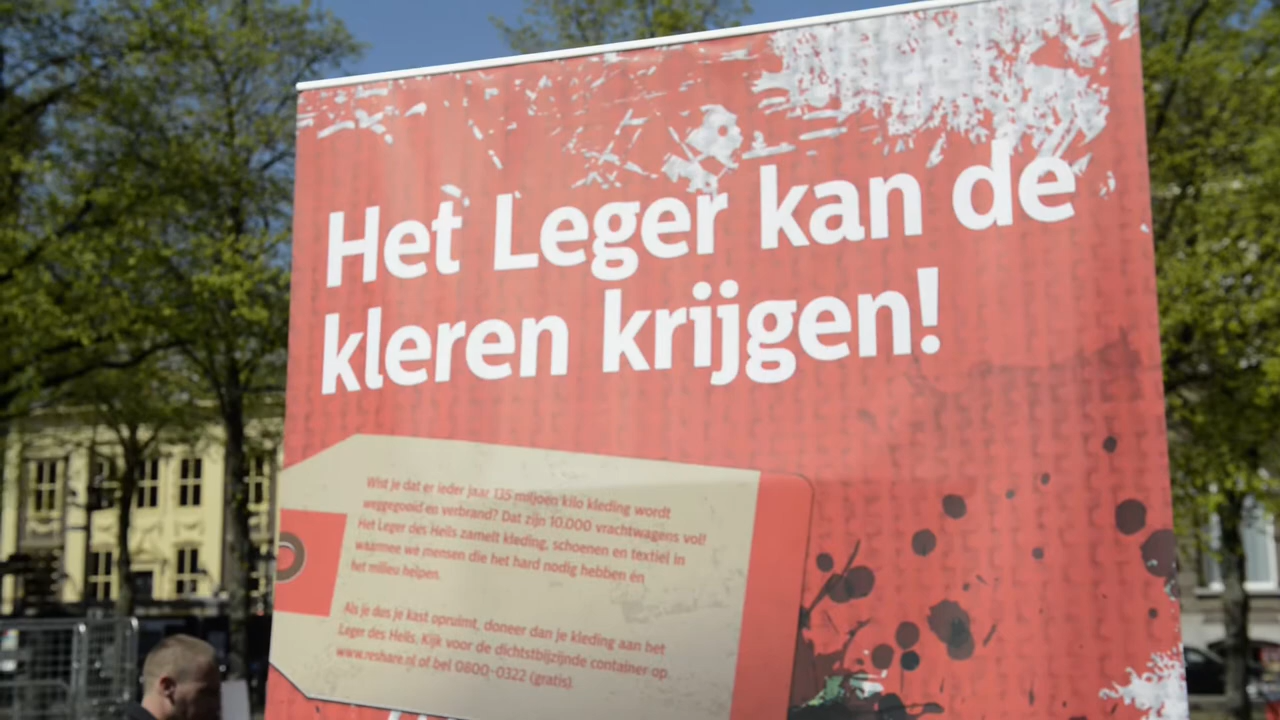 Het Leger kan de
kleren krijgen!
Wist je dat er ieder jaar 135 miljoen kilo kleding wordt
weggegooid en verbrand? Dat zijn 10.000 vrachtwagens vol!
Het Leger des Heils zamelt kleding, schoenen en textiel in
waarmee we mensen die het hard nodig hebben én
het milieu helpen.
Als je dus je kast opruimt, doneer dan je kleding aan het
Leger des Heils. Kijk voor de dichtstbijzijnde container op
www.reshare.nl of bel 0800-0322 (gratis).